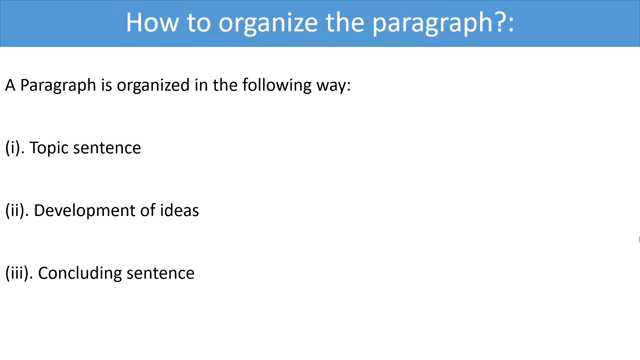 How to organize the paragraph?:
A Paragraph is organized in the following way:
(i). Topic sentence
(ii). Development of ideas
(iii). Concluding sentence